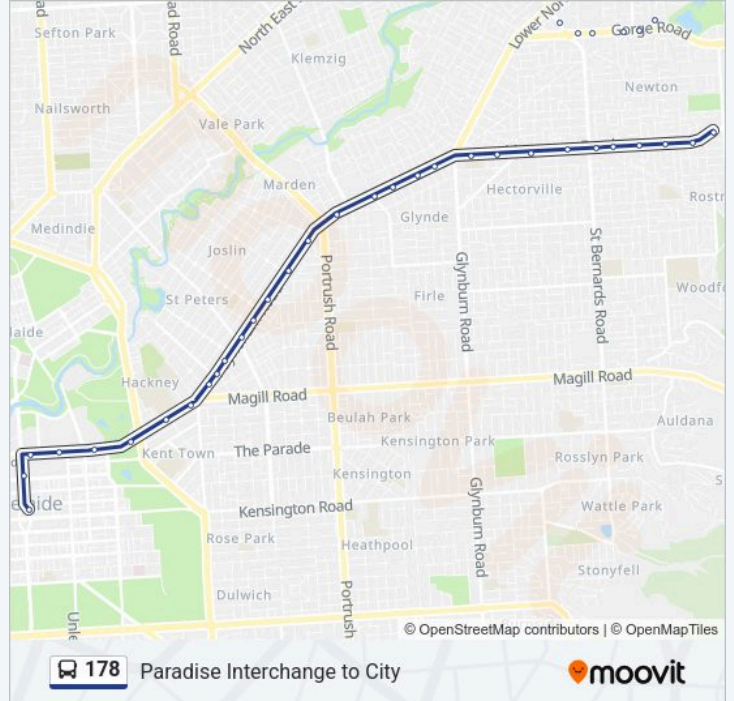 Sefton Park
ad Road
North East
Klemzig
Lower Nor
Gorge Road
Newton
Nailsworth
Vale Park
Marden
Hectorville
Rostr
Glynde
Medindie
Joslin
Portrush Road
Glynburn Road
St Bernards Road
St Peters
Firle
Woodfo
laide
Hackney
Magill Road
Magill Road
Beulah Park
Auldana
Kent Town
The Parade
Kensington Park
Rosslyn Park
Kensington
Glynburn Road
Kensington Road
Wattle Park
Rose Park
Heathpool
Stonyfell
Dulwich
Portrush
Unle
© OpenStreetMap contributors | © OpenMapTiles
178 Paradise Interchange to City
moovit